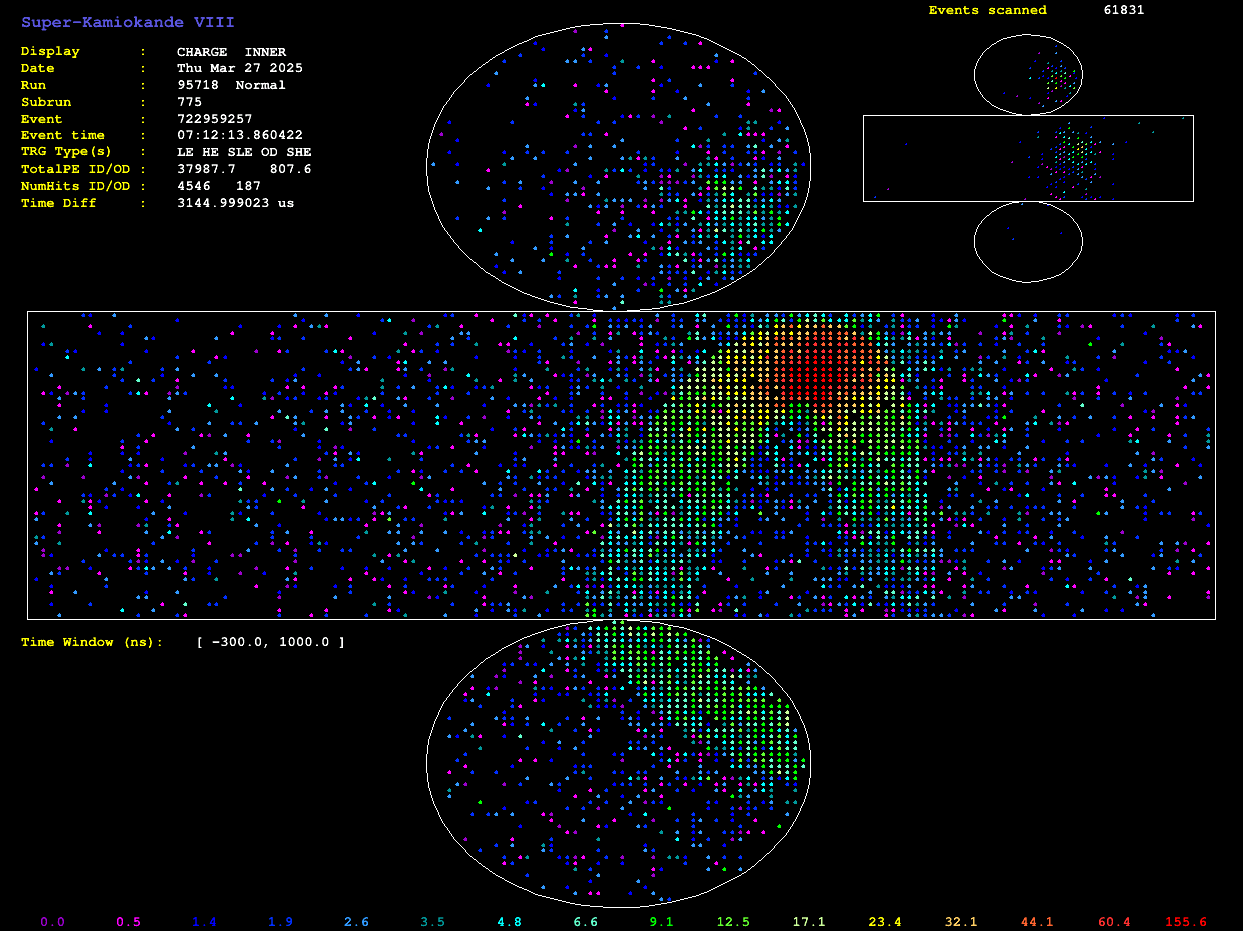 Super-Kamiokande VIII
Events scanned 61831
Display : CHARGE INNER
Date : Thu Mar 27 2025
Run : 95718 Normal
Subrun : 775
Event : 722959257
Event time : 07:12:13.860422
TRG Type(s) : LE HE SLE OD SHE
TotalPE ID/OD : 37987.7 807.6
NumHits ID/OD : 4546 187
Time Diff : 3144.999023 us
Time Window (ns): [ -300.0, 1000.0 ]
0.0 0.5 1.4 1.9 2.6 3.5 4.8 6.6 9.1 12.5 17.1 23.4 32.1 44.1 60.4 155.6